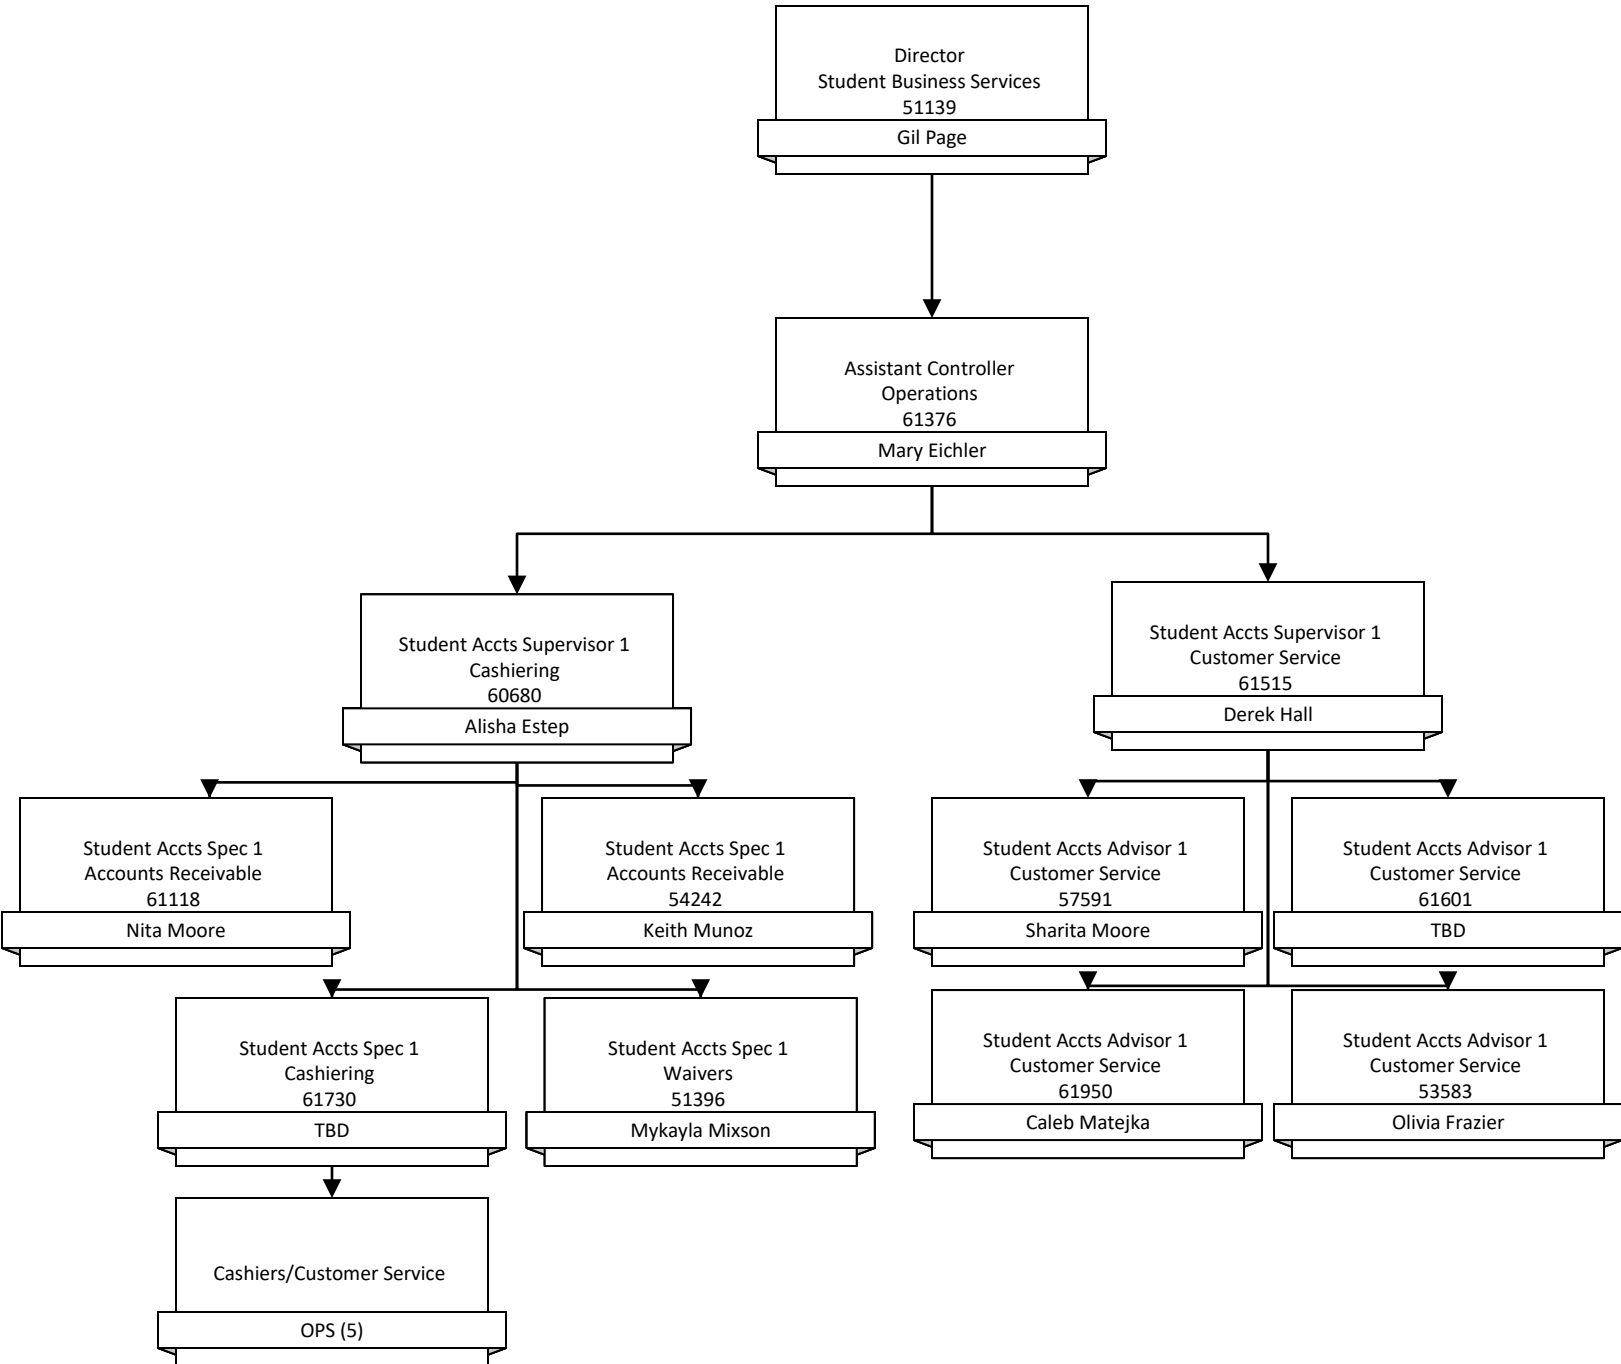 Director
Student Business Services
51139
Gil Page
Assistant Controller
Operations
61376
Mary Eichler
Student Accts Supervisor 1
Cashiering
60680
Alisha Estep
Student Accts Supervisor 1
Customer Service
61515
Derek Hall
Student Accts Spec 1
Accounts Receivable
61118
Nita Moore
Student Accts Spec 1
Accounts Receivable
54242
Keith Munoz
Student Accts Advisor 1
Customer Service
57591
Sharita Moore
Student Accts Advisor 1
Customer Service
61601
TBD
Student Accts Spec 1
Cashiering
61730
TBD
Student Accts Spec 1
Waivers
51396
Mykayla Mixson
Student Accts Advisor 1
Customer Service
61950
Caleb Matejka
Student Accts Advisor 1
Customer Service
53583
Olivia Frazier
Cashiers/Customer Service
OPS (5)